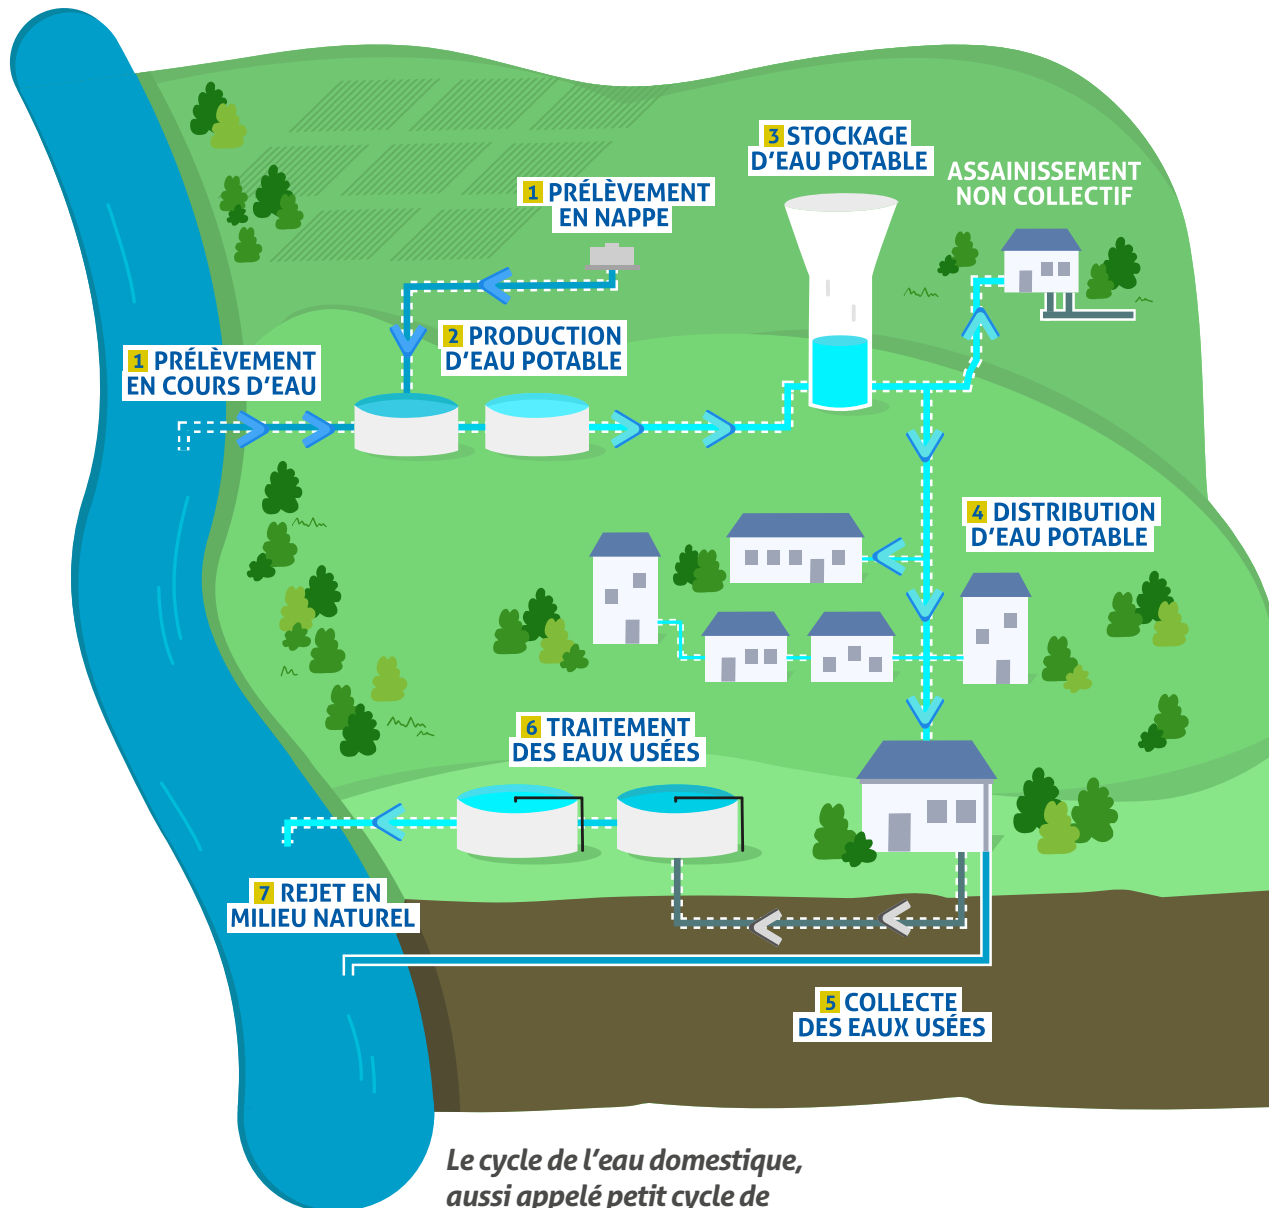 3 STOCKAGE
D’EAU POTABLE
ASSAINISSEMENT
NON COLLECTIF
1 PRÉLÈVEMENT
EN NAPPE
2 PRODUCTION
D’EAU POTABLE
1 PRÉLÈVEMENT
EN COURS D’EAU
4 DISTRIBUTION
D’EAU POTABLE
6 TRAITEMENT
DES EAUX USÉES
7 REJET EN
MILIEU NATUREL
5 COLLECTE
DES EAUX USÉES
Le cycle de l’eau domestique,
aussi appelé petit cycle de